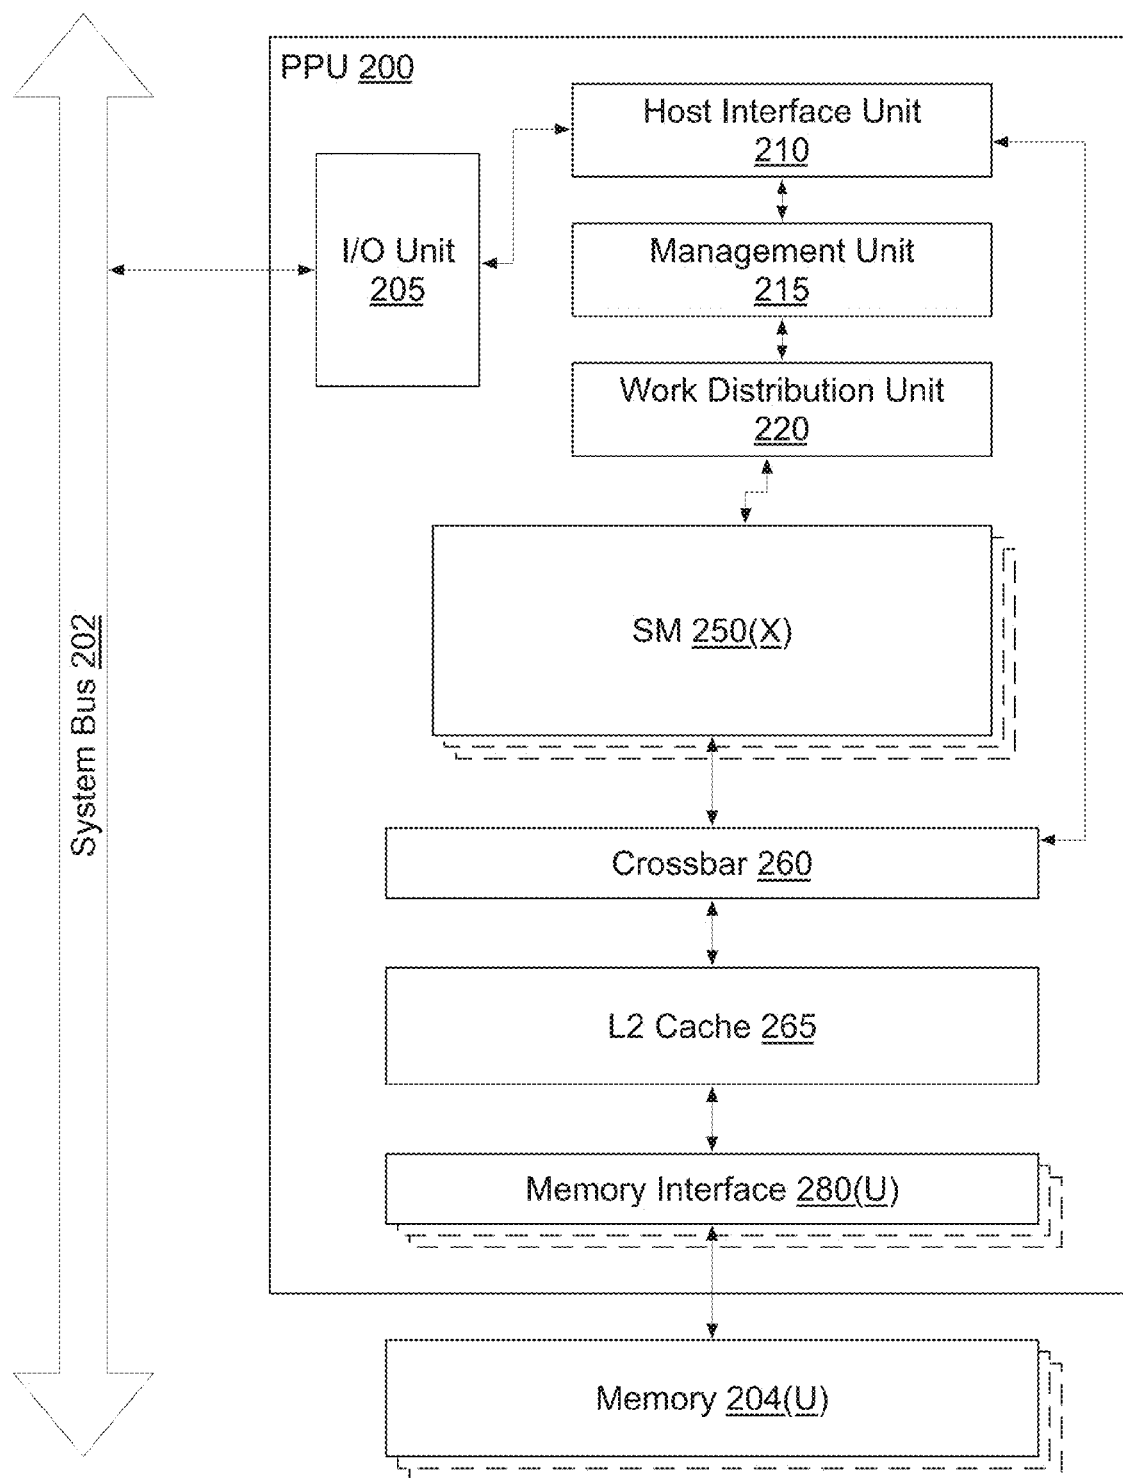 PPU 200
Host Interface Unit
210
I/O Unit
205
Management Unit
215
Work Distribution Unit
220
System Bus 202
SM 250(X)
Crossbar 260
L2 Cache 265
Memory Interface 280(U)
Memory 204(U)